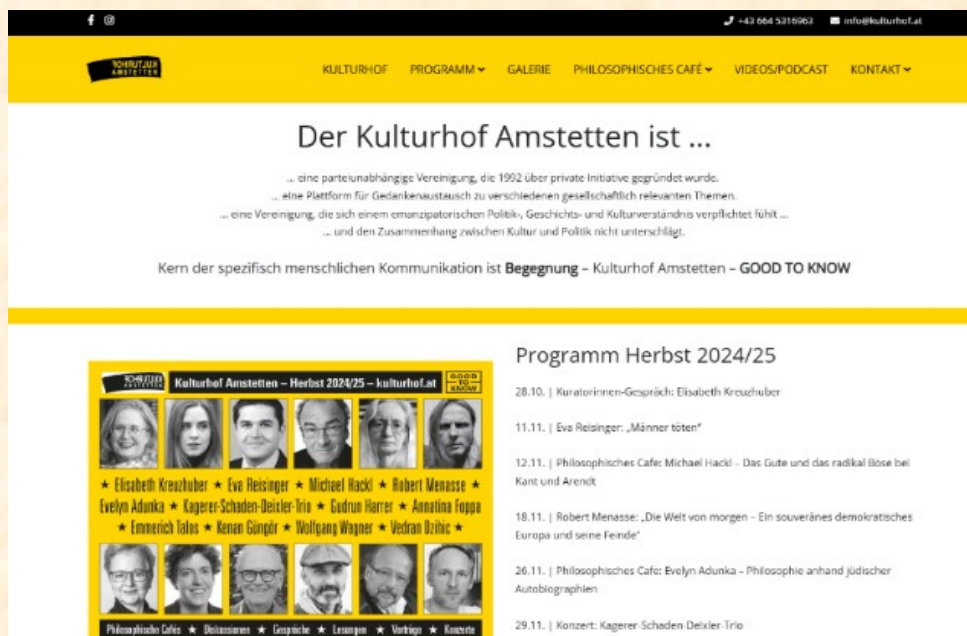 +43 664 5316963 info@kulturhof.at
KULTURHOF
AMSTETTEN
KULTURHOF PROGRAMM GALERIE PHILOSOPHISCHES CAFÉ VIDEOS/PODCAST KONTAKT
Der Kulturhof Amstetten ist ...
... eine parteiunabhängige Vereinigung, die 1992 über private Initiative gegründet wurde.
... eine Plattform für Gedankenaustausch zu verschiedenen gesellschaftlich relevanten Themen.
... eine Vereinigung, die sich einem emanzipatorischen Politik-, Geschichts- und Kulturverständnis verpflichtet fühlt ...
... und den Zusammenhang zwischen Kultur und Politik nicht unterschlägt.
Kern der spezifisch menschlichen Kommunikation ist Begegnung – Kulturhof Amstetten – GOOD TO KNOW
KULTURHOF
AMSTETTEN
Kulturhof Amstetten – Herbst 2024/25 – kulturhof.at
GOOD
TO
KNOW
★ Elisabeth Kreuzhuber ★ Eva Reisinger ★ Michael Hackl ★ Robert Menasse ★
Evelyn Adunka ★ Kagerer-Schaden-Deixler-Trio ★ Gudrun Harrer ★ Annatina Foppa
★ Emmerich Talos ★ Kenan Güngör ★ Wolfgang Wagner ★ Vedran Dzihic ★
Philosophische Cafés ★ Diskussionen ★ Gespräche ★ Lesungen ★ Vorträge ★ Konzerte
Programm Herbst 2024/25
28.10. | Kuratorinnen-Gespräch: Elisabeth Kreuzhuber
11.11. | Eva Reisinger: „Männer töten"
12.11. | Philosophisches Cafe: Michael Hackl – Das Gute und das radikal Böse bei
Kant und Arendt
18.11. | Robert Menasse: „Die Welt von morgen – Ein souveränes demokratisches
Europa und seine Feinde"
26.11. | Philosophisches Cafe: Evelyn Adunka – Philosophie anhand jüdischer
Autobiographien
29.11. | Konzert: Kagerer-Schaden-Deixler-Trio